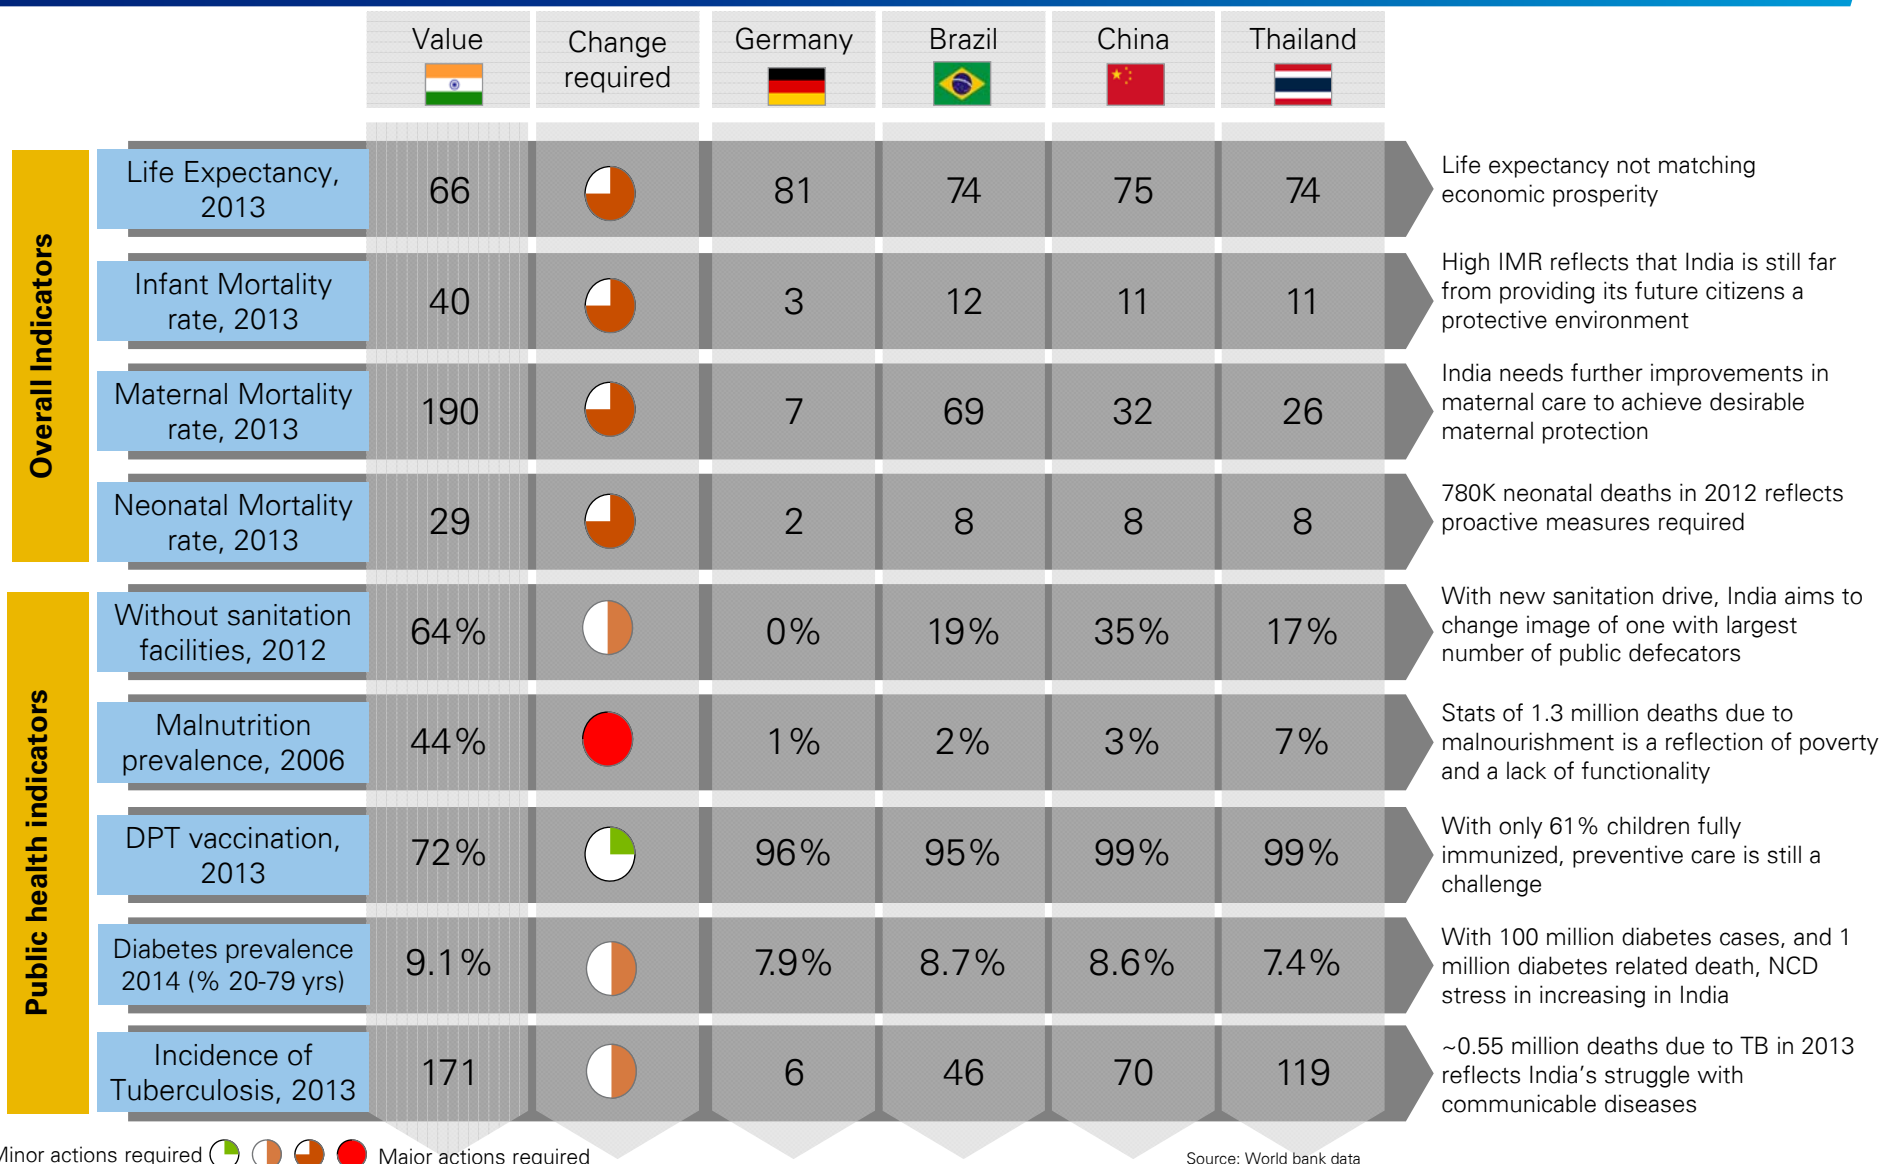 Value
Change
required
Germany
Brazil
China
Thailand
Overall Indicators
Life Expectancy,
2013
66
81
74
75
74
Life expectancy not matching
economic prosperity
Infant Mortality
rate, 2013
40
3
12
11
11
High IMR reflects that India is still far
from providing its future citizens a
protective environment
Maternal Mortality
rate, 2013
190
7
69
32
26
India needs further improvements in
maternal care to achieve desirable
maternal protection
Neonatal Mortality
rate, 2013
29
2
8
8
8
780K neonatal deaths in 2012 reflects
proactive measures required
Public health indicators
Without sanitation
facilities, 2012
64%
0%
19%
35%
17%
With new sanitation drive, India aims to
change image of one with largest
number of public defecators
Malnutrition
prevalence, 2006
44%
1%
2%
3%
7%
Stats of 1.3 million deaths due to
malnourishment is a reflection of poverty
and a lack of functionality
DPT vaccination,
2013
72%
96%
95%
99%
99%
With only 61% children fully
immunized, preventive care is still a
challenge
Diabetes prevalence
2014 (% 20-79 yrs)
9.1%
7.9%
8.7%
8.6%
7.4%
With 100 million diabetes cases, and 1
million diabetes related death, NCD
stress in increasing in India
Incidence of
Tuberculosis, 2013
171
6
46
70
119
~0.55 million deaths due to TB in 2013
reflects India's struggle with
communicable diseases
Minor actions required
Major actions required
Source: World bank data